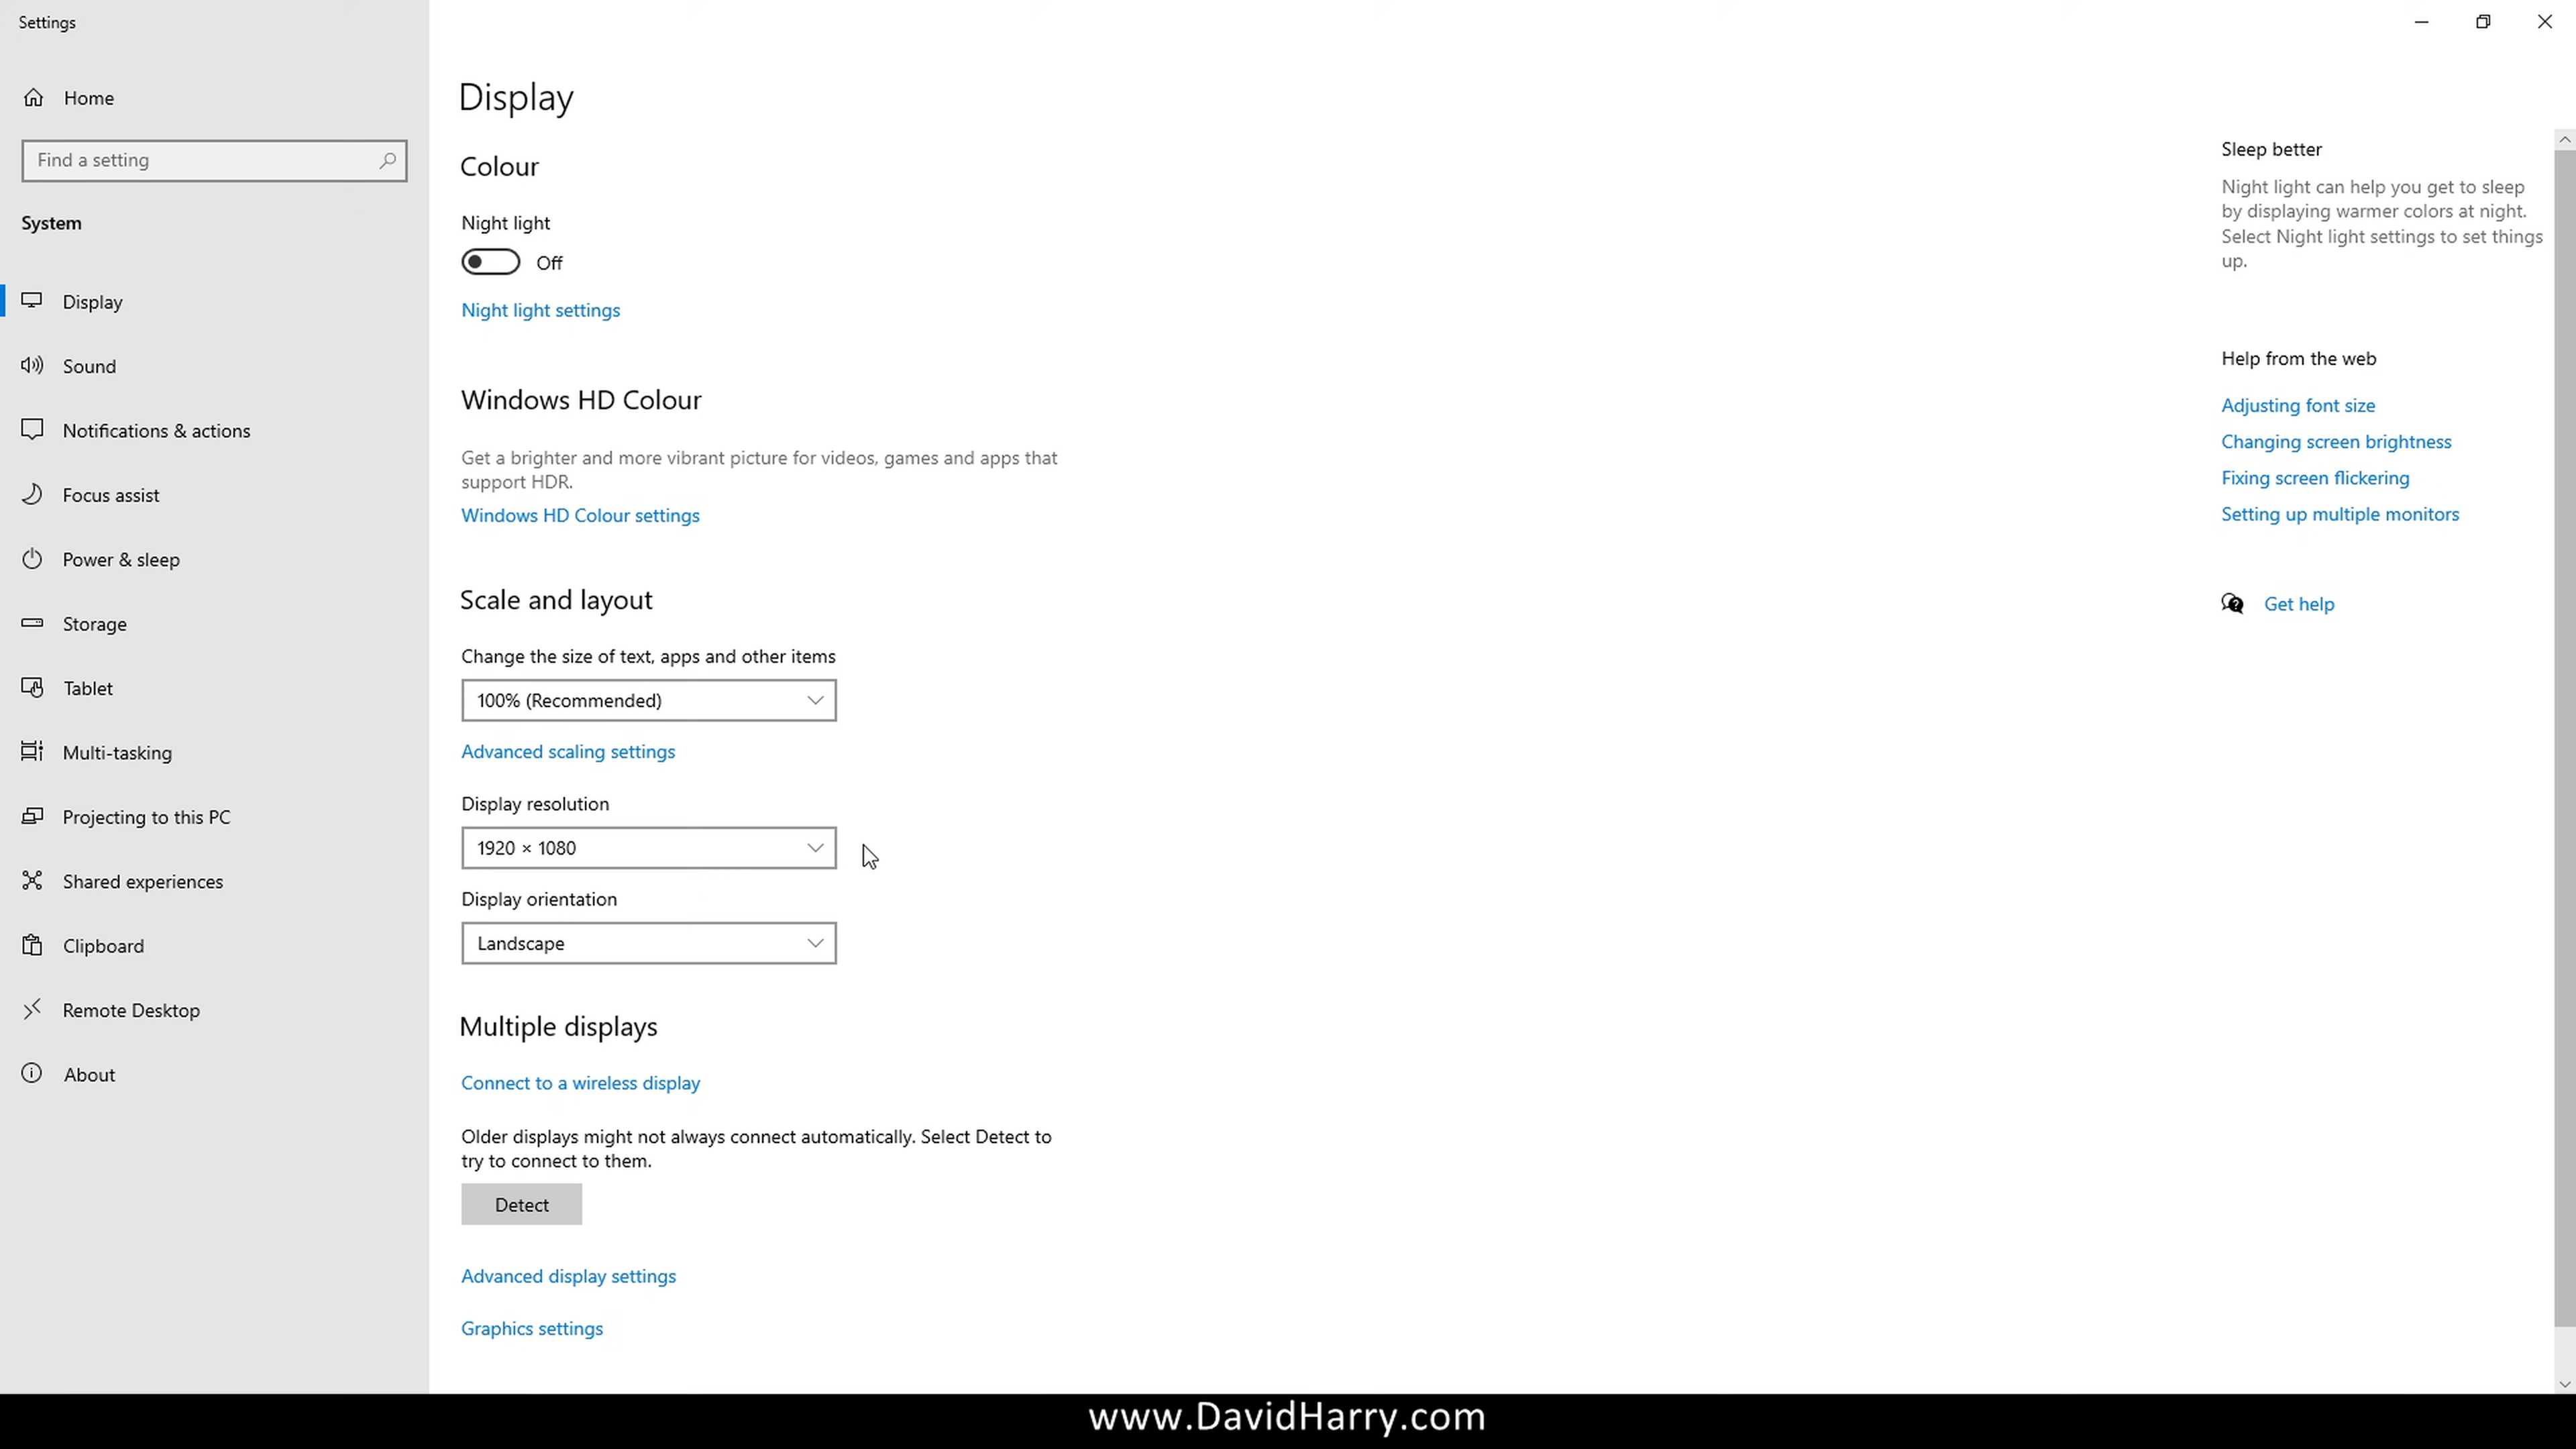 Settings
Home
Find a setting
System
Display
Sound
Notifications & actions
Focus assist
Power & sleep
Storage
Tablet
Multi-tasking
Projecting to this PC
Shared experiences
Clipboard
Remote Desktop
About
Display
Colour
Night light
Off
Night light settings
Windows HD Colour
Get a brighter and more vibrant picture for videos, games and apps that
support HDR.
Windows HD Colour settings
Scale and layout
Change the size of text, apps and other items
100% (Recommended)
Advanced scaling settings
Display resolution
1920 × 1080
Display orientation
Landscape
Multiple displays
Connect to a wireless display
Older displays might not always connect automatically. Select Detect to
try to connect to them.
Detect
Advanced display settings
Graphics settings
Sleep better
Night light can help you get to sleep
by displaying warmer colors at night.
Select Night light settings to set things
up.
Help from the web
Adjusting font size
Changing screen brightness
Fixing screen flickering
Setting up multiple monitors
Get help
www.DavidHarry.com